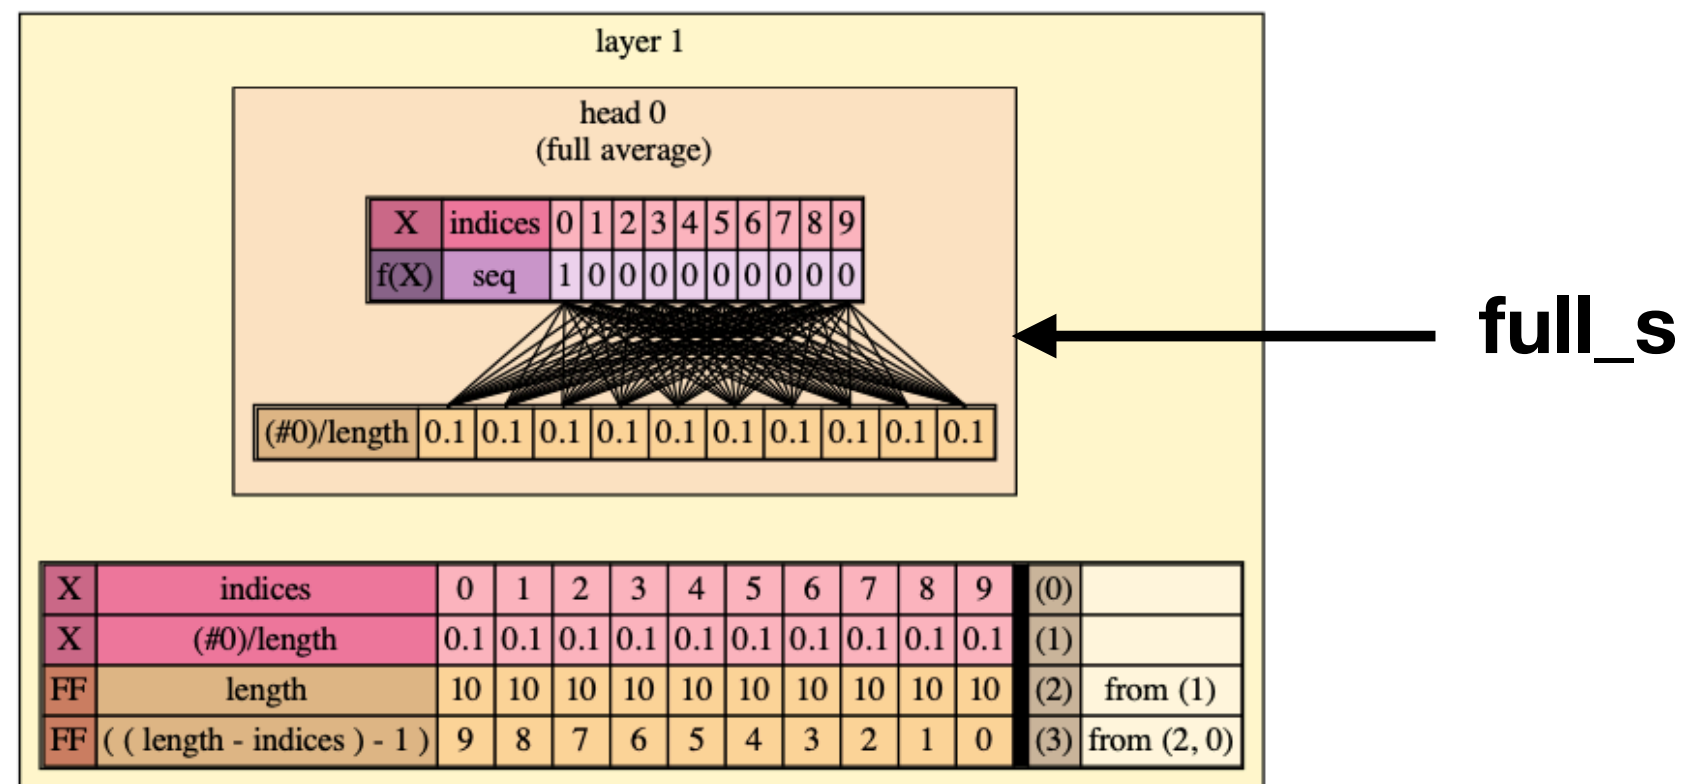 layer 1
head 0
(full average)
X indices 0 1 2 3 4 5 6 7 8 9
f(X) seq 1 0 0 0 0 0 0 0 0 0
full_s
(#0)/length 0.1 0.1 0.1 0.1 0.1 0.1 0.1 0.1 0.1 0.1
X indices 0 1 2 3 4 5 6 7 8 9 (0)
X (#0)/length 0.1 0.1 0.1 0.1 0.1 0.1 0.1 0.1 0.1 0.1 (1)
FF length 10 10 10 10 10 10 10 10 10 10 (2) from (1)
FF ( ( length - indices ) - 1 ) 9 8 7 6 5 4 3 2 1 0 (3) from (2, 0)